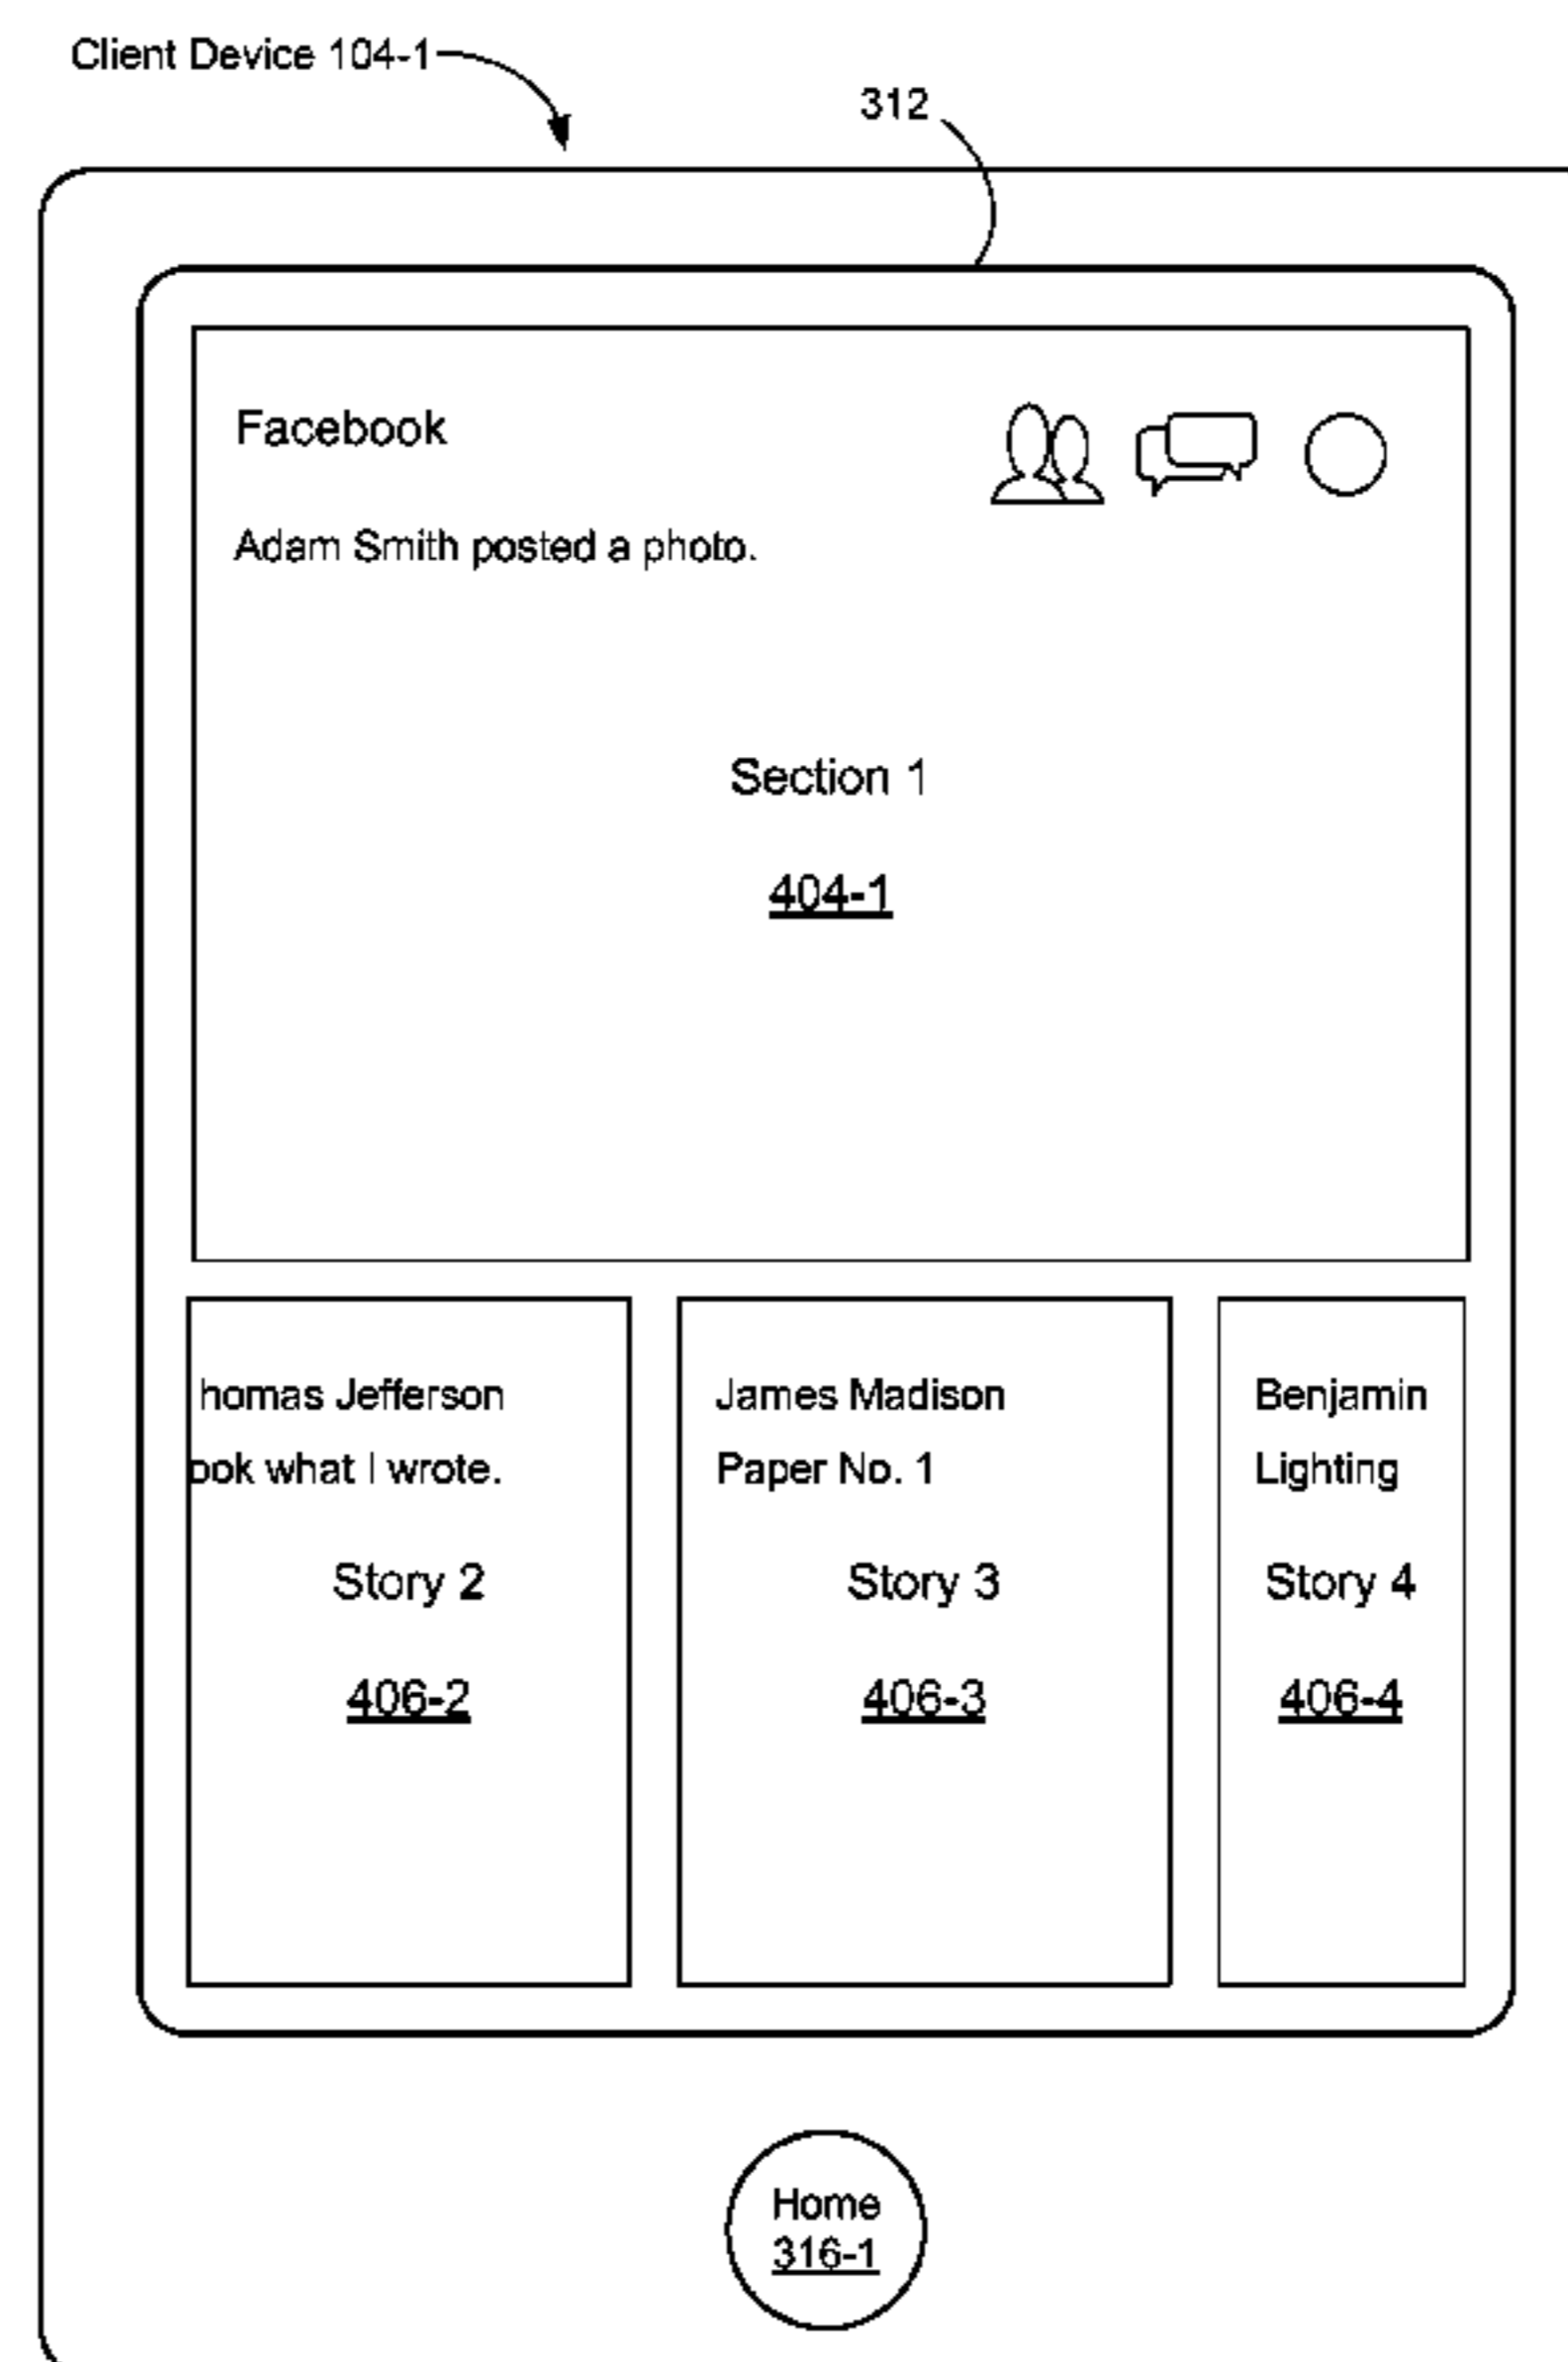 Client Device 104-1
312
Facebook
Adam Smith posted a photo.
Section 1
404-1
homas Jefferson
ook what I wrote.
Story 2
406-2
James Madison
Paper No. 1
Story 3
406-3
Benjamin
Lighting
Story 4
406-4
Home
316-1